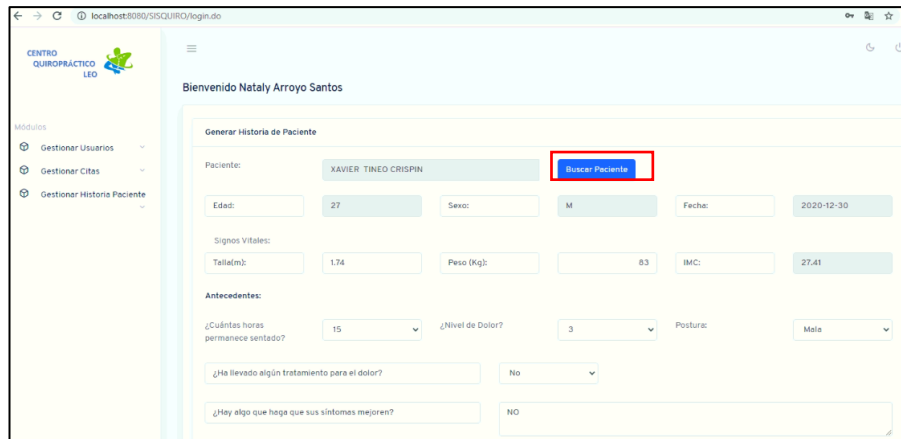 localhost:8080/SISQUIRO/login.do
CENTRO
QUIROPRÁCTICO
LEO
Bienvenido Nataly Arroyo Santos
Módulos
Gestionar Usuarios
Gestionar Citas
Gestionar Historia Paciente
Generar Historia de Paciente
Paciente: XAVIER TINEO CRISPIN Buscar Paciente
Edad: 27 Sexo: M Fecha: 2020-12-30
Signos Vitales:
Talla(m): 1.74 Peso (Kg): 83 IMC: 27.41
Antecedentes:
¿Cuántas horas
permanece sentado? 15 ¿Nivel de Dolor? 3 Postura: Mala
¿Ha llevado algún tratamiento para el dolor? No
¿Hay algo que haga que sus síntomas mejoren? NO